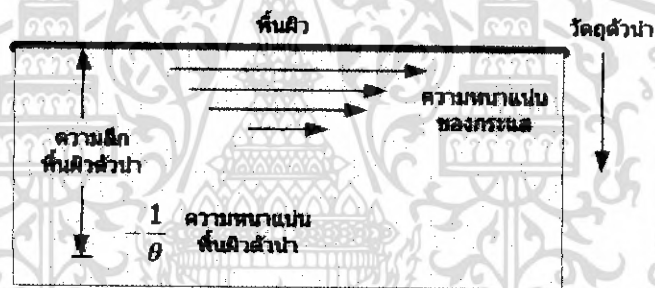 พื้นผิว
วัตถุตัวนำ
ความหนาแน่น
ของกระแส
ความลึก
พื้นผิวตัวนำ
1
θ
ความหนาแน่น
พื้นผิวตัวนำ